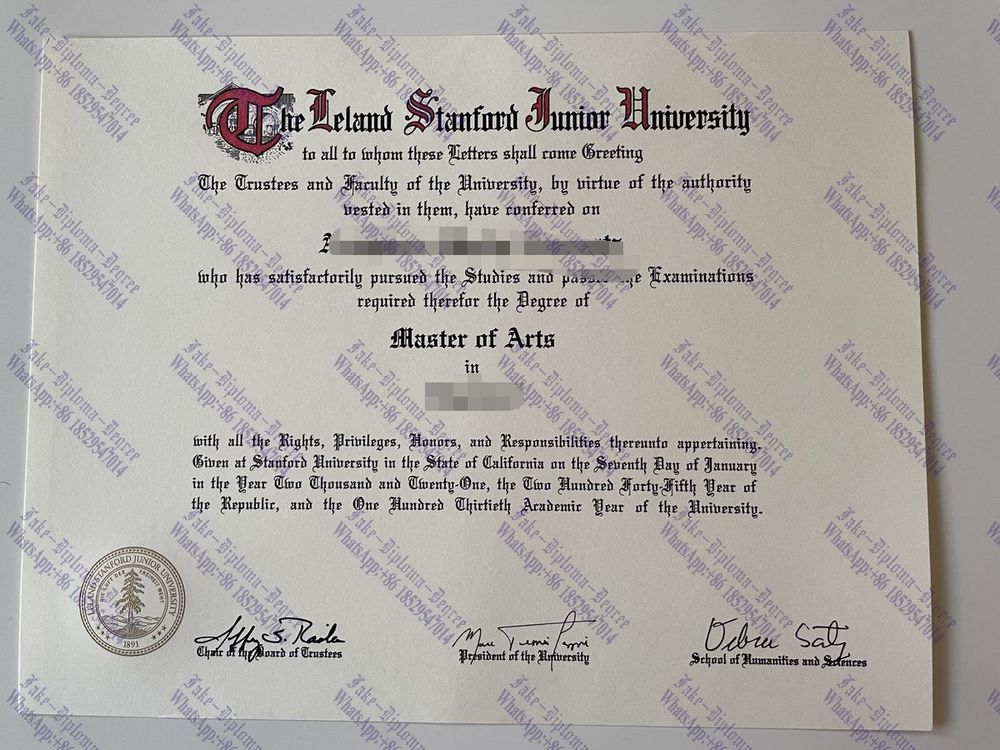 The Leland Stanford Junior University
to all to whom these Letters shall come Greeting
The Trustees and Faculty of the University, by virtue of the authority
vested in them, have conferred on
who has satisfactorily pursued the Studies and Examinations
required therefor the Degree of
Master of Arts
in
with all the Rights, Privileges, Honors, and Responsibilities thereunto appertaining.
Given at Stanford University in the State of California on the Seventh Day of January
in the Year Two Thousand and Twenty-One, the Two Hundred Forty-Fifth Year of
the Republic, and the One Hundred Thirtieth Academic Year of the University.
LELAND STANFORD JUNIOR UNIVERSITY
DIE LUFT DER FREIHEIT WEHT
1891
Chair of the Board of Trustees
President of the University
School of Humanities and Sciences
Fake-Diploma-Degree
WhatsApp:+86 18529547014